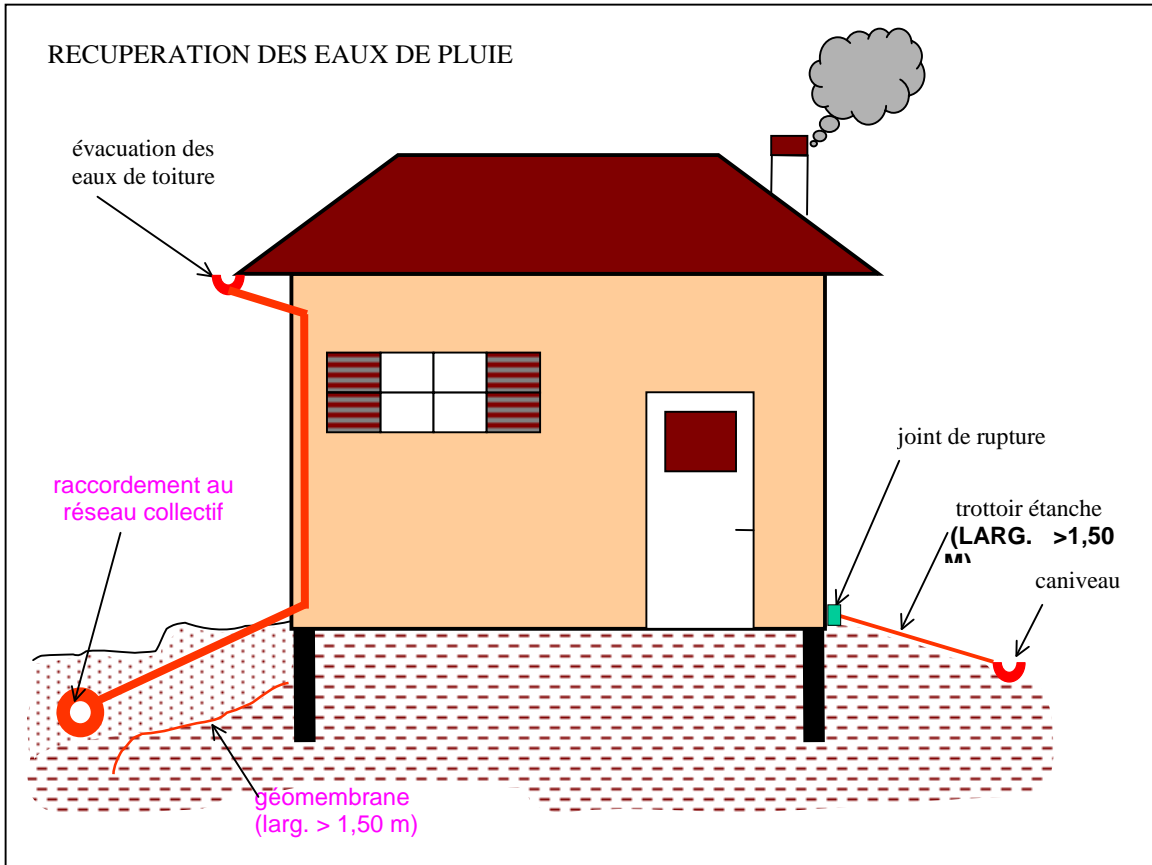 RECUPERATION DES EAUX DE PLUIE
évacuation des
eaux de toiture
joint de rupture
raccordement au
réseau collectif
trottoir étanche
(LARG. >1,50
M)
caniveau
géomembrane
(larg. > 1,50 m)